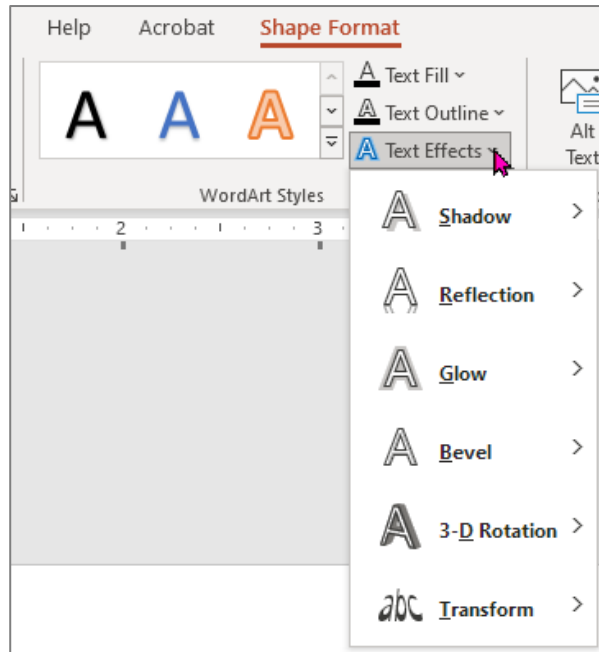 Help Acrobat Shape Format
A A A
A Text Fill
A Text Outline
A Text Effects
Alt
Text
WordArt Styles
2 1 3
A Shadow
A Reflection
A Glow
A Bevel
A 3-D Rotation
abc Transform